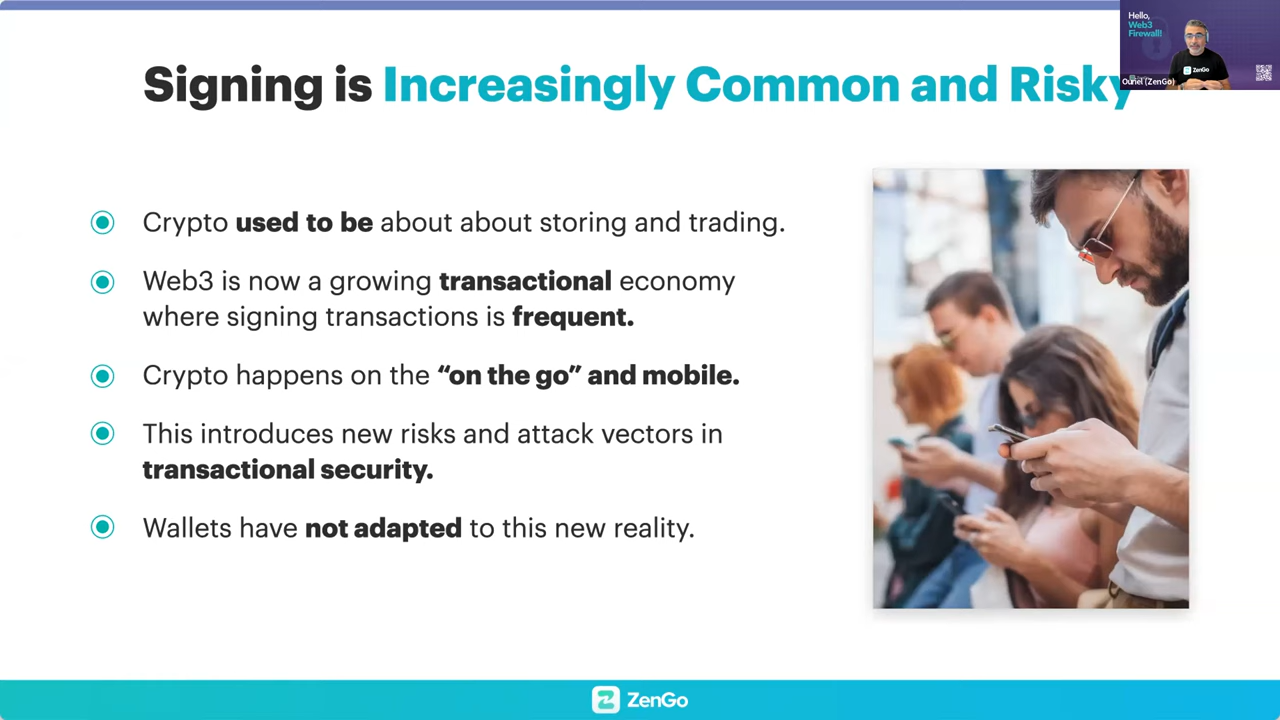 Hello,
Web3
Firewall!
ZenGo
Ouriel (ZenGo)
Signing is Increasingly Common and Risky
Crypto used to be about about storing and trading.
Web3 is now a growing transactional economy
where signing transactions is frequent.
Crypto happens on the “on the go” and mobile.
This introduces new risks and attack vectors in
transactional security.
Wallets have not adapted to this new reality.
ZenGo